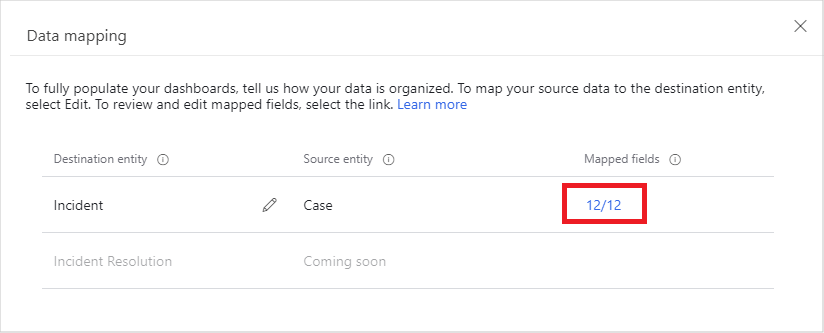 Data mapping
To fully populate your dashboards, tell us how your data is organized. To map your source data to the destination entity,
select Edit. To review and edit mapped fields, select the link. Learn more
Destination entity Source entity Mapped fields
Incident Case 12/12
Incident Resolution Coming soon